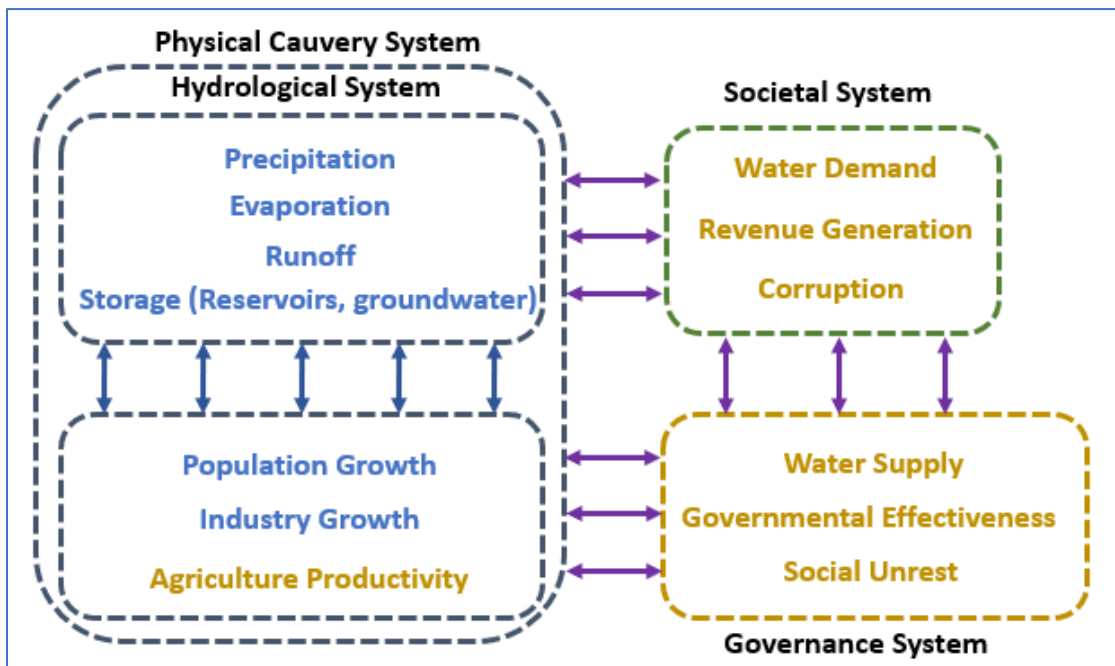 Physical Cauvery System
Hydrological System
Precipitation
Evaporation
Runoff
Storage (Reservoirs, groundwater)
Population Growth
Industry Growth
Agriculture Productivity
Societal System
Water Demand
Revenue Generation
Corruption
Water Supply
Governmental Effectiveness
Social Unrest
Governance System